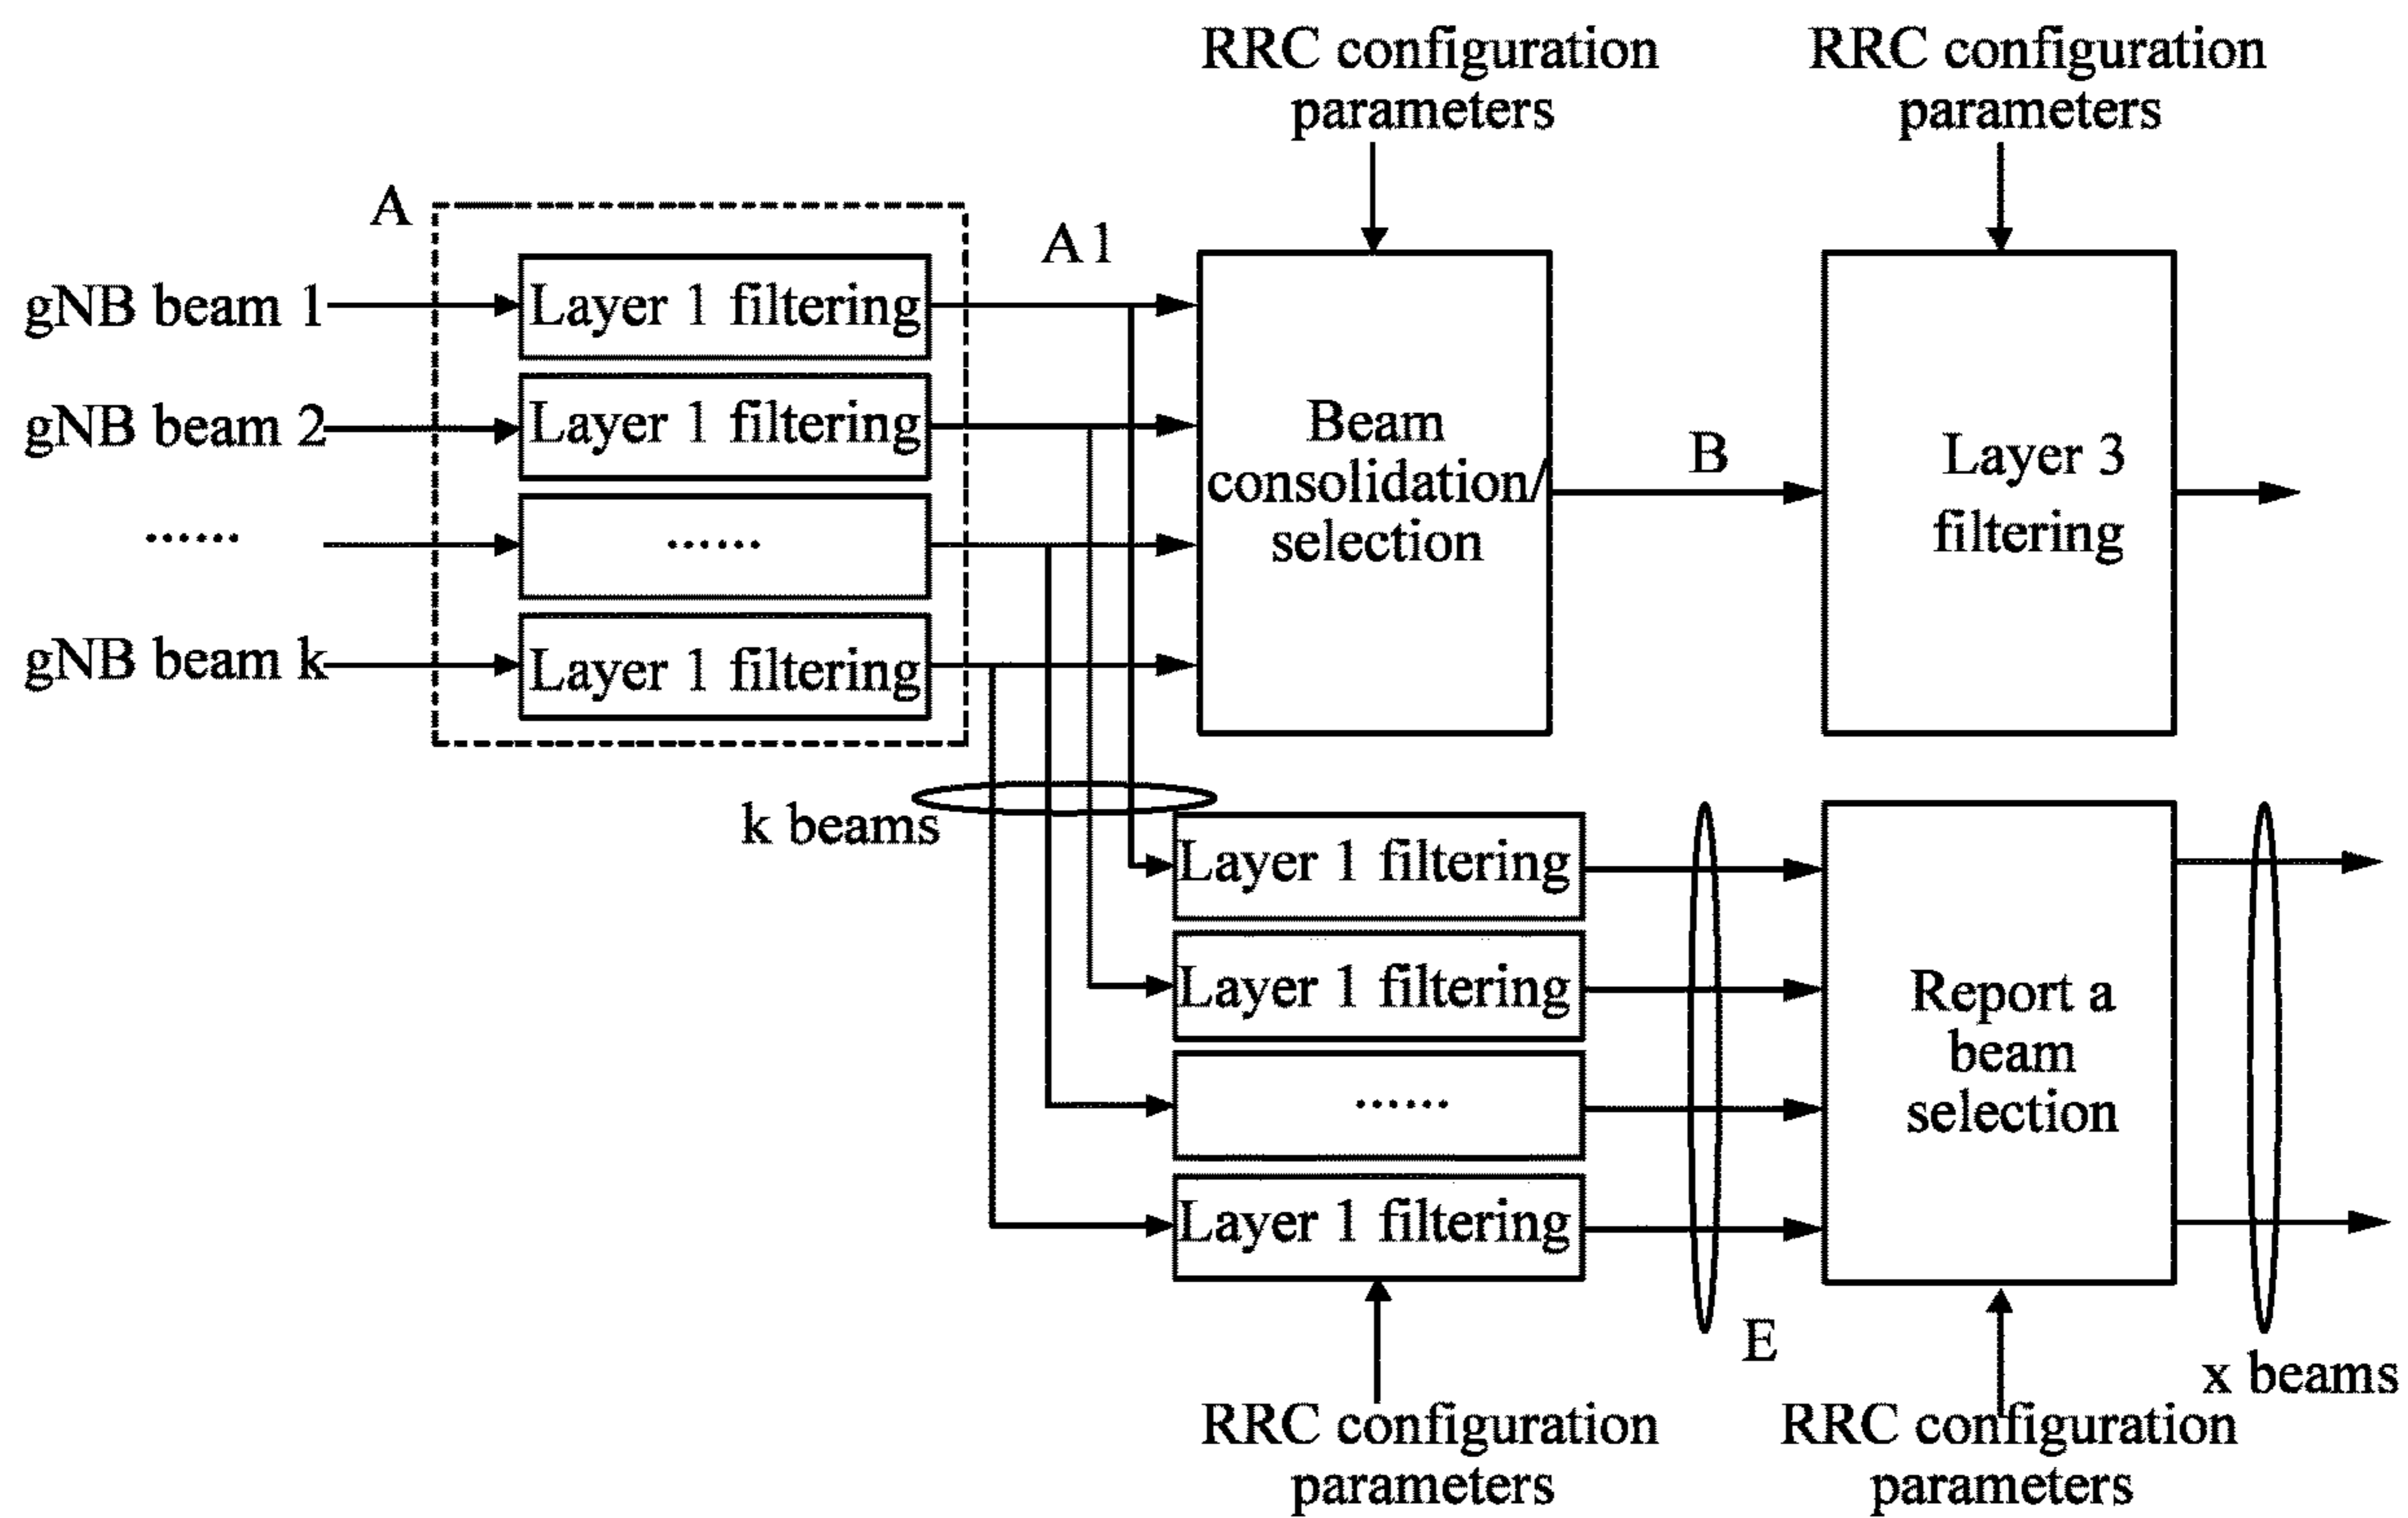 RRC configuration
parameters
RRC configuration
parameters
A
A1
gNB beam 1
Layer 1 filtering
gNB beam 2
Layer 1 filtering
......
......
gNB beam k
Layer 1 filtering
Beam
consolidation/
selection
B
Layer 3
filtering
k beams
Layer 1 filtering
Layer 1 filtering
......
Layer 1 filtering
Report a
beam
selection
E
x beams
RRC configuration
parameters
RRC configuration
parameters